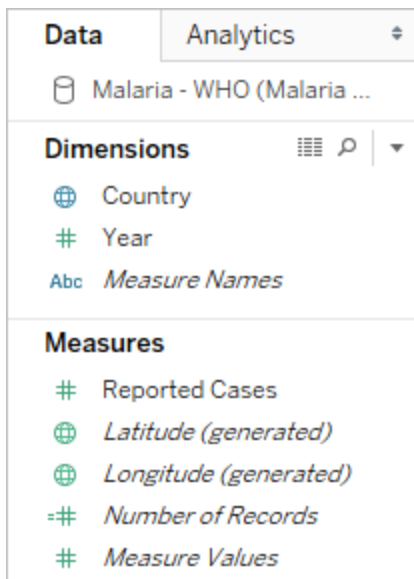 Data Analytics
Malaria - WHO (Malaria ...
Dimensions
Country
# Year
Abc Measure Names
Measures
# Reported Cases
Latitude (generated)
Longitude (generated)
=# Number of Records
# Measure Values